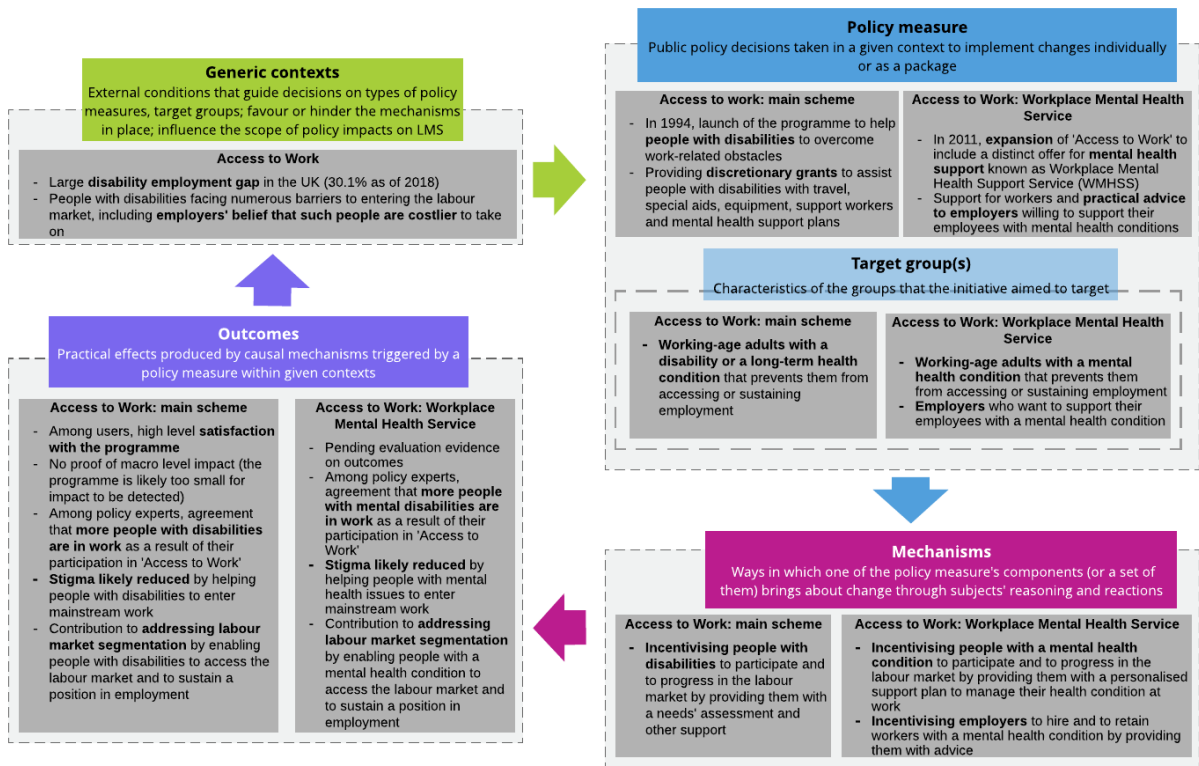 Generic contexts
External conditions that guide decisions on types of policy
measures, target groups; favour or hinder the mechanisms
in place; influence the scope of policy impacts on LMS
Access to Work
- Large disability employment gap in the UK (30.1% as of 2018)
- People with disabilities facing numerous barriers to entering the labour
market, including employers' belief that such people are costlier to take
on
Policy measure
Public policy decisions taken in a given context to implement changes individually
or as a package
Access to work: main scheme
- In 1994, launch of the programme to help
people with disabilities to overcome
work-related obstacles
- Providing discretionary grants to assist
people with disabilities with travel,
special aids, equipment, support workers
and mental health support plans
Access to Work: Workplace Mental Health
Service
- In 2011, expansion of 'Access to Work' to
include a distinct offer for mental health
support known as Workplace Mental
Health Support Service (WMHSS)
- Support for workers and practical advice
to employers willing to support their
employees with mental health conditions
Target group(s)
Characteristics of the groups that the initiative aimed to target
Access to Work: main scheme
- Working-age adults with a
disability or a long-term health
condition that prevents them from
accessing or sustaining
employment
Access to Work: Workplace Mental Health
Service
- Working-age adults with a mental
health condition that prevents them
from accessing or sustaining employment
- Employers who want to support their
employees with a mental health condition
Mechanisms
Ways in which one of the policy measure's components (or a set of
them) brings about change through subjects' reasoning and reactions
Access to Work: main scheme
- Incentivising people with
disabilities to participate and
to progress in the labour
market by providing them with
a needs' assessment and
other support
Access to Work: Workplace Mental Health Service
- Incentivising people with a mental health
condition to participate and to progress in the
labour market by providing them with a personalised
support plan to manage their health condition at
work
- Incentivising employers to hire and to retain
workers with a mental health condition by providing
them with advice
Outcomes
Practical effects produced by causal mechanisms triggered by a
policy measure within given contexts
Access to Work: main scheme
- Among users, high level satisfaction
with the programme
- No proof of macro level impact (the
programme is likely too small for
impact to be detected)
- Among policy experts, agreement
that more people with disabilities
are in work as a result of their
participation in 'Access to Work'
- Stigma likely reduced by helping
people with disabilities to enter
mainstream work
- Contribution to addressing labour
market segmentation by enabling
people with disabilities to access the
labour market and to sustain a
position in employment
Access to Work: Workplace
Mental Health Service
- Pending evaluation evidence
on outcomes
- Among policy experts,
agreement that more people
with mental disabilities are
in work as a result of their
participation in 'Access to
Work'
- Stigma likely reduced by
helping people with mental
health issues to enter
mainstream work
- Contribution to addressing
labour market segmentation
by enabling people with a
mental health condition to
access the labour market and
to sustain a position in
employment